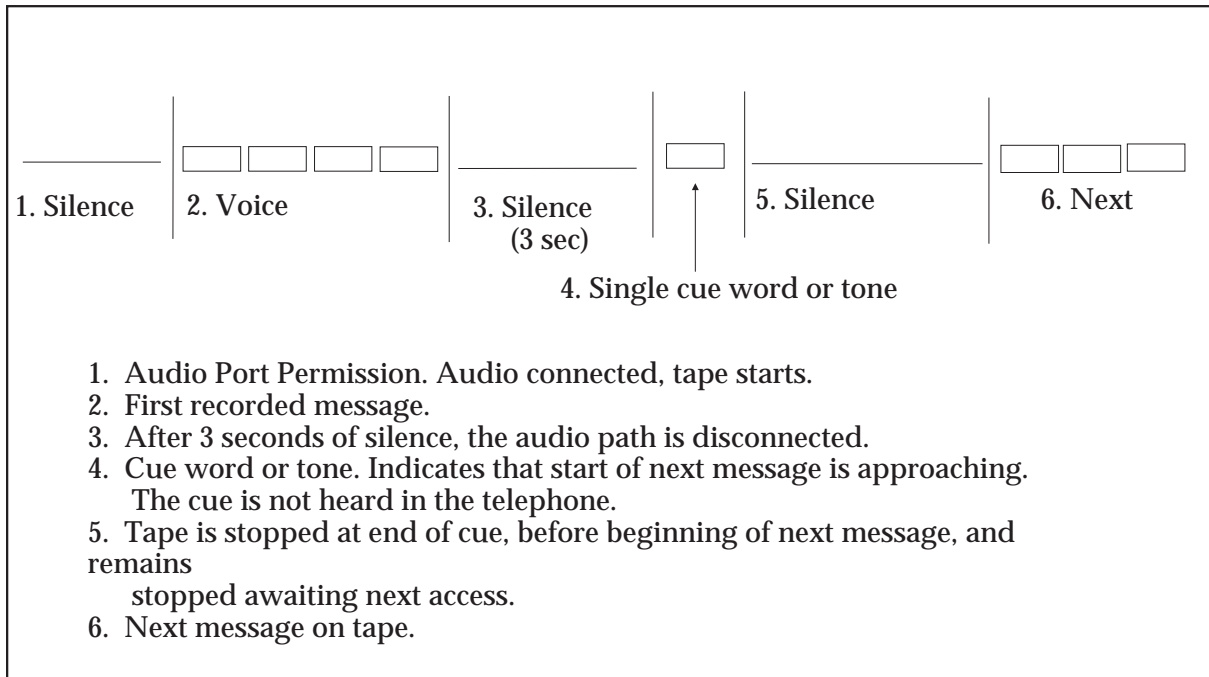 1. Silence
2. Voice
3. Silence
(3 sec)
4. Single cue word or tone
5. Silence
6. Next
1. Audio Port Permission. Audio connected, tape starts.
2. First recorded message.
3. After 3 seconds of silence, the audio path is disconnected.
4. Cue word or tone. Indicates that start of next message is approaching.
The cue is not heard in the telephone.
5. Tape is stopped at end of cue, before beginning of next message, and
remains
stopped awaiting next access.
6. Next message on tape.